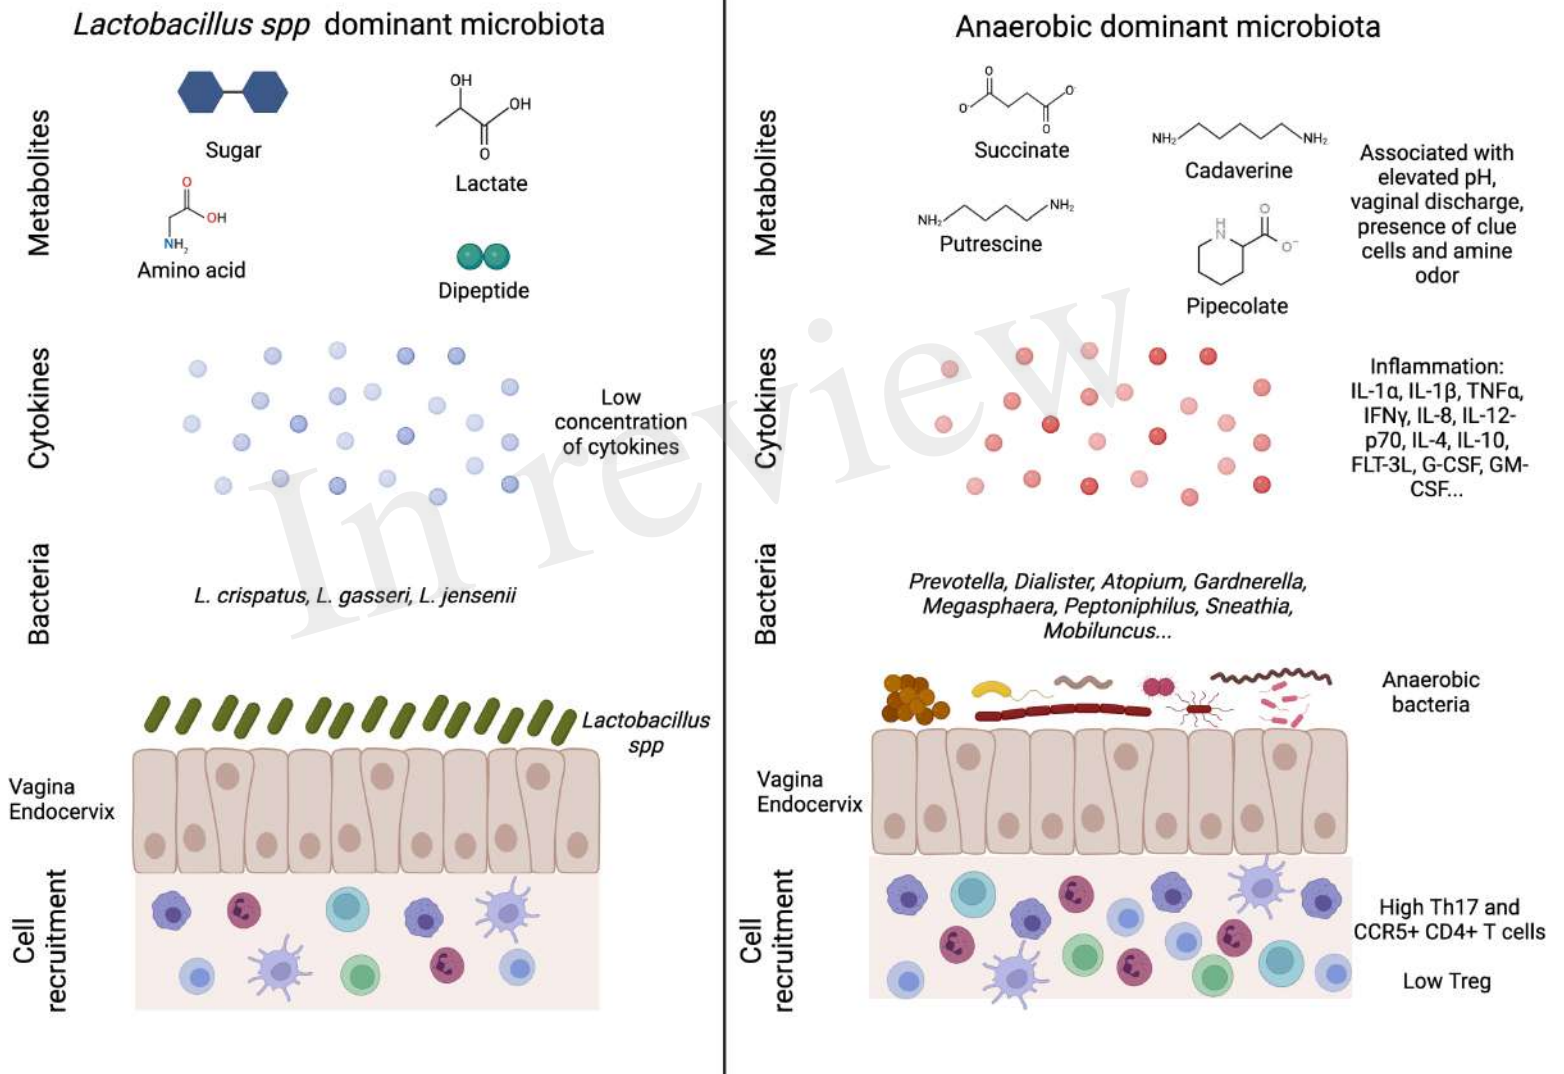 Lactobacillus spp dominant microbiota
Metabolites
Sugar
OH
OH
O
Lactate
O
OH
NH2
Amino acid
Dipeptide
Cytokines
Low
concentration
of cytokines
Bacteria
L. crispatus, L. gasseri, L. jensenii
Lactobacillus
spp
Vagina
Endocervix
Cell
recruitment
Anaerobic dominant microbiota
Metabolites
O
O-
O
O-
Succinate
NH2
NH2
Cadaverine
NH2
NH2
Putrescine
H
N
O
O-
Pipecolate
Associated with
elevated pH,
vaginal discharge,
presence of clue
cells and amine
odor
Cytokines
Inflammation:
IL-1α, IL-1β, TNFα,
IFNγ, IL-8, IL-12-
p70, IL-4, IL-10,
FLT-3L, G-CSF, GM-
CSF...
Bacteria
Prevotella, Dialister, Atopium, Gardnerella,
Megasphaera, Peptoniphilus, Sneathia,
Mobiluncus...
Anaerobic
bacteria
Vagina
Endocervix
Cell
recruitment
High Th17 and
CCR5+ CD4+ T cells
Low Treg
In review